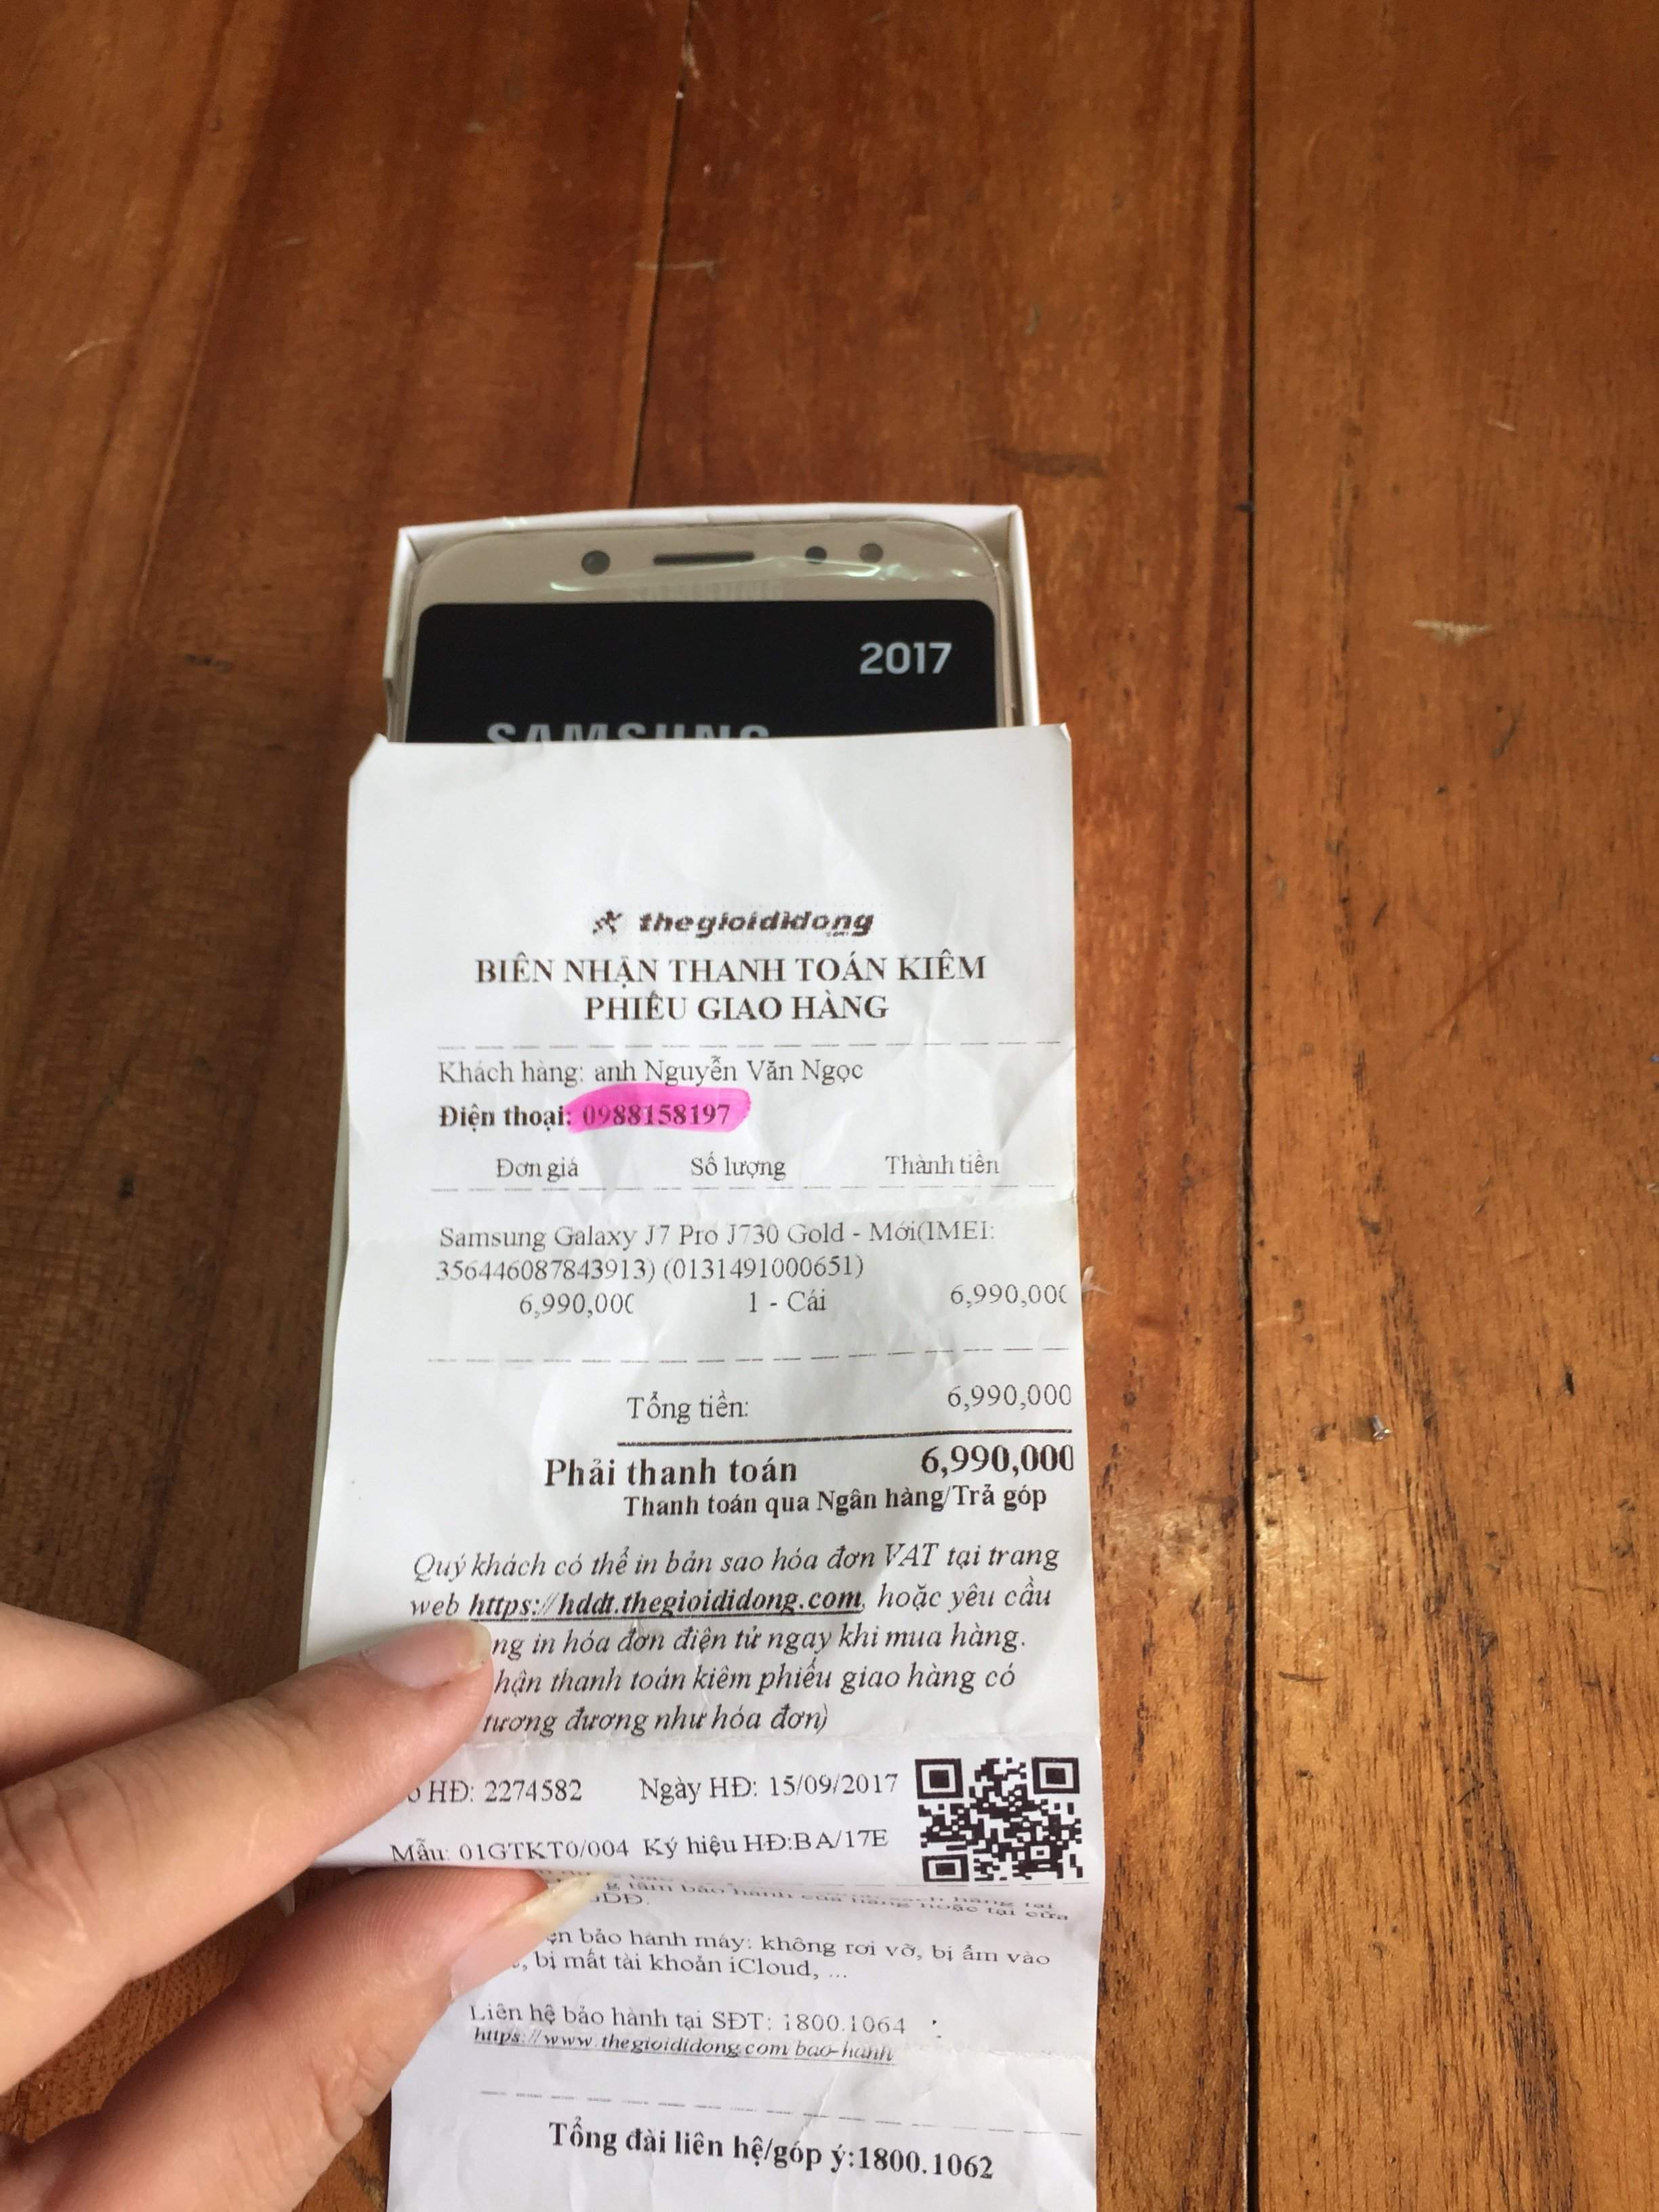 2017
SAMSUNG
thegioididong
BIÊN NHẬN THANH TOÁN KIÊM
PHIẾU GIAO HÀNG
Khách hàng: anh Nguyễn Văn Ngọc
Điện thoại: 0988158197
Đơn giá Số lượng Thành tiền
Samsung Galaxy J7 Pro J730 Gold - Mới(IMEI:
356446087843913) (0131491000651)
6,990,000 1 - Cái 6,990,000
Tổng tiền: 6,990,000
Phải thanh toán 6,990,000
Thanh toán qua Ngân hàng/Trả góp
Quý khách có thể in bản sao hóa đơn VAT tại trang
web https://hddt.thegioididong.com, hoặc yêu cầu
ng in hóa đơn điện tử ngay khi mua hàng.
hận thanh toán kiêm phiếu giao hàng có
tương đương như hóa đơn)
HĐ: 2274582 Ngày HĐ: 15/09/2017
Mẫu: 01GTKT0/004 Ký hiệu HĐ:BA/17E
tâm bảo hành của hãng hoặc tại cửa
bảo hành máy: không rơi vỡ, bị ẩm vào
bị mất tài khoản iCloud, ...
Liên hệ bảo hành tại SĐT: 1800.1064
https://www.thegioididong.com/bao-hanh
Tổng đài liên hệ/góp ý:1800.1062